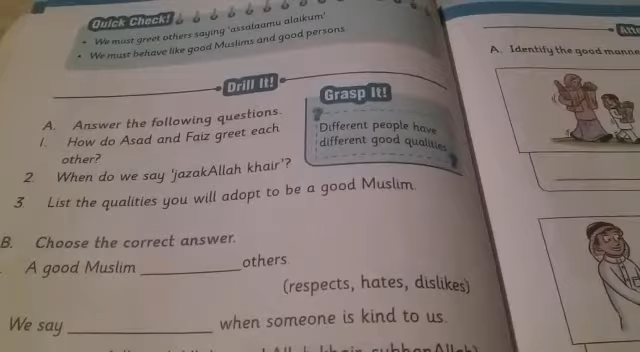 Quick Check!
• We must greet others saying 'assalaamu alaikum'
• We must behave like good Muslims and good persons.
Drill It!
A. Answer the following questions.
1. How do Asad and Faiz greet each
other?
2. When do we say 'jazakAllah khair'?
3. List the qualities you will adopt to be a good Muslim.
Grasp It!
Different people have
different good qualities
B. Choose the correct answer.
A good Muslim ____________ others.
(respects, hates, dislikes)
We say ________________ when someone is kind to us.
A. Identify the good manne